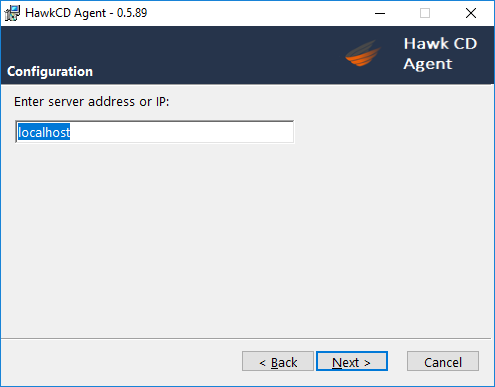 HawkCD Agent - 0.5.89
Hawk CD
Agent
Configuration
Enter server address or IP:
localhost
< Back
Next >
Cancel